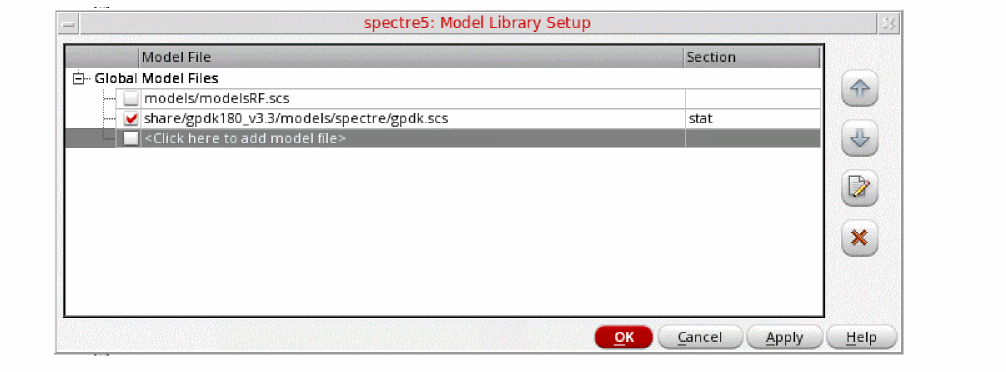 spectre5: Model Library Setup
Model File Section
Global Model Files
models/modelsRF.scs
share/gpdk180_v3.3/models/spectre/gpdk.scs stat
<Click here to add model file>
OK Cancel Apply Help